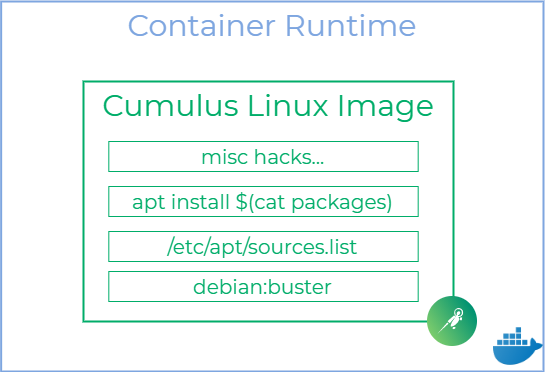 Container Runtime
Cumulus Linux Image
misc hacks...
apt install $(cat packages)
/etc/apt/sources.list
debian:buster